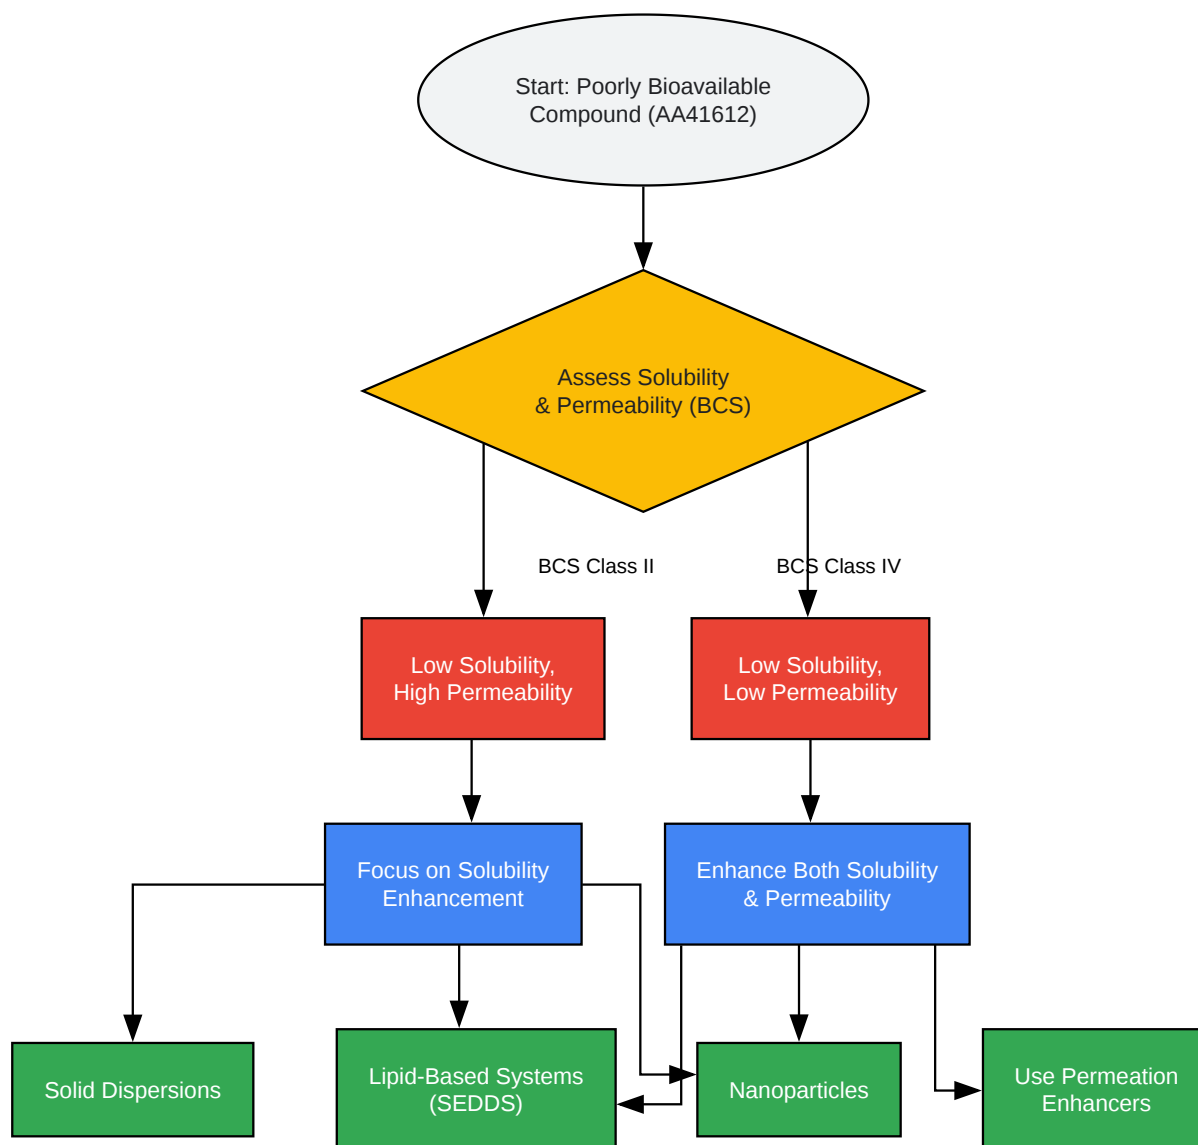 Start: Poorly Bioavailable
Compound (AA41612)
Assess Solubility
& Permeability (BCS)
BCS Class II
BCS Class IV
Low Solubility,
High Permeability
Low Solubility,
Low Permeability
Focus on Solubility
Enhancement
Enhance Both Solubility
& Permeability
Solid Dispersions
Lipid-Based Systems
(SEDDS)
Nanoparticles
Use Permeation
Enhancers